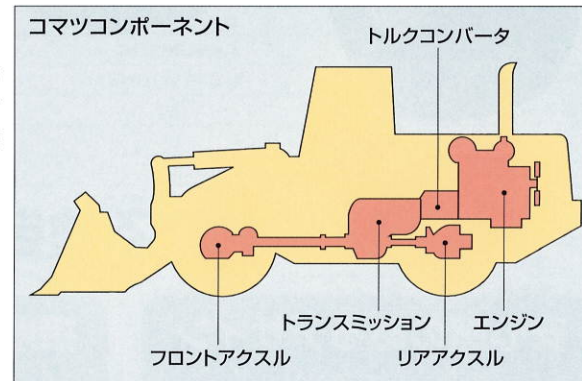 コマツコンポーネント
トルクコンバータ
トランスミッション
エンジン
フロントアクスル
リアアクスル